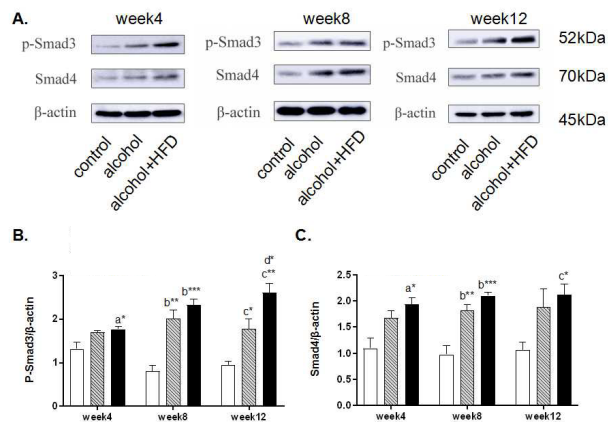 A. week4 week8 week12
p-Smad3 p-Smad3 p-Smad3 52kDa
Smad4 Smad4 Smad4 70kDa
β-actin β-actin β-actin 45kDa
control alcohol alcohol+HFD control alcohol alcohol+HFD control alcohol alcohol+HFD
B.
P-Smad3/β-actin
3
2
1
0
a*
b**
b***
c*
d*
c**
week4 week8 week12
C.
Smad4/β-actin
2.5
2.0
1.5
1.0
0.5
0.0
a*
b**
b***
c*
week4 week8 week12